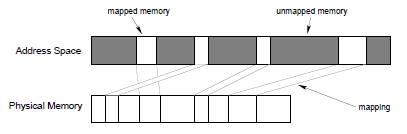 mapped memory
unmapped memory
Address Space
Physical Memory
mapping